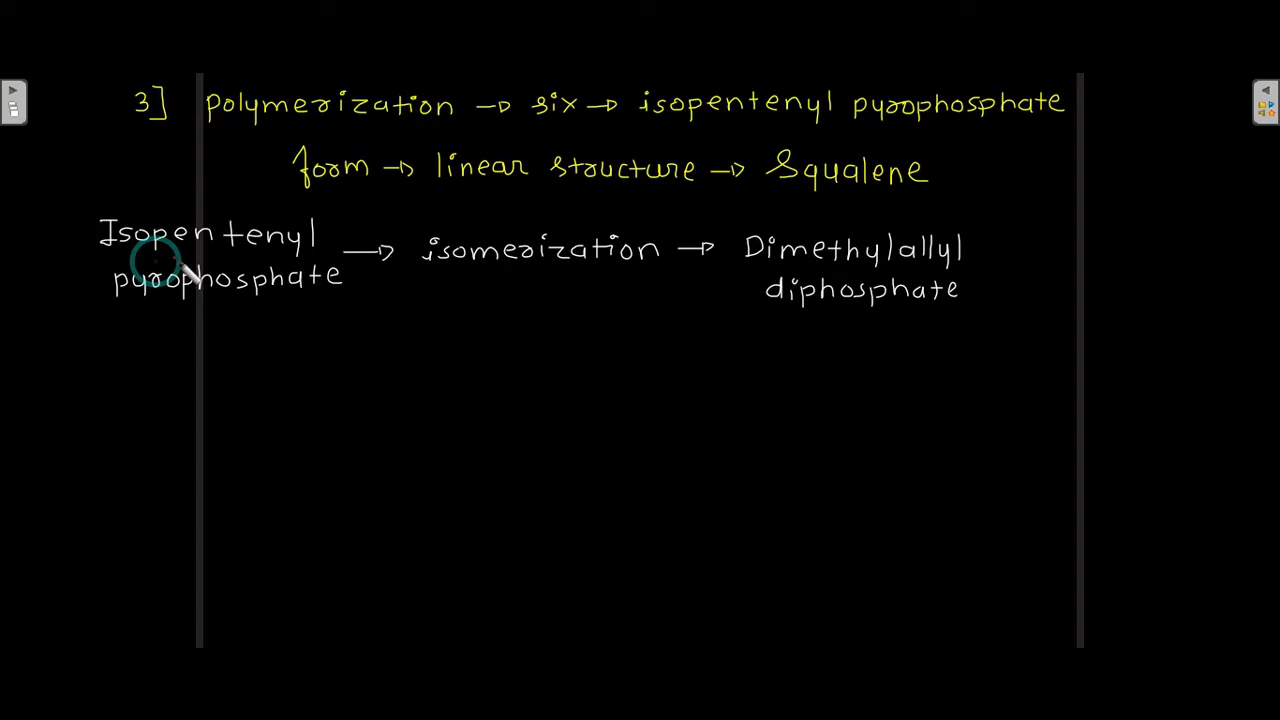 3] polymerization → six → isopentenyl pyrophosphate
form → linear structure → Squalene
Isopentenyl pyrophosphate → isomerization → Dimethylallyl diphosphate